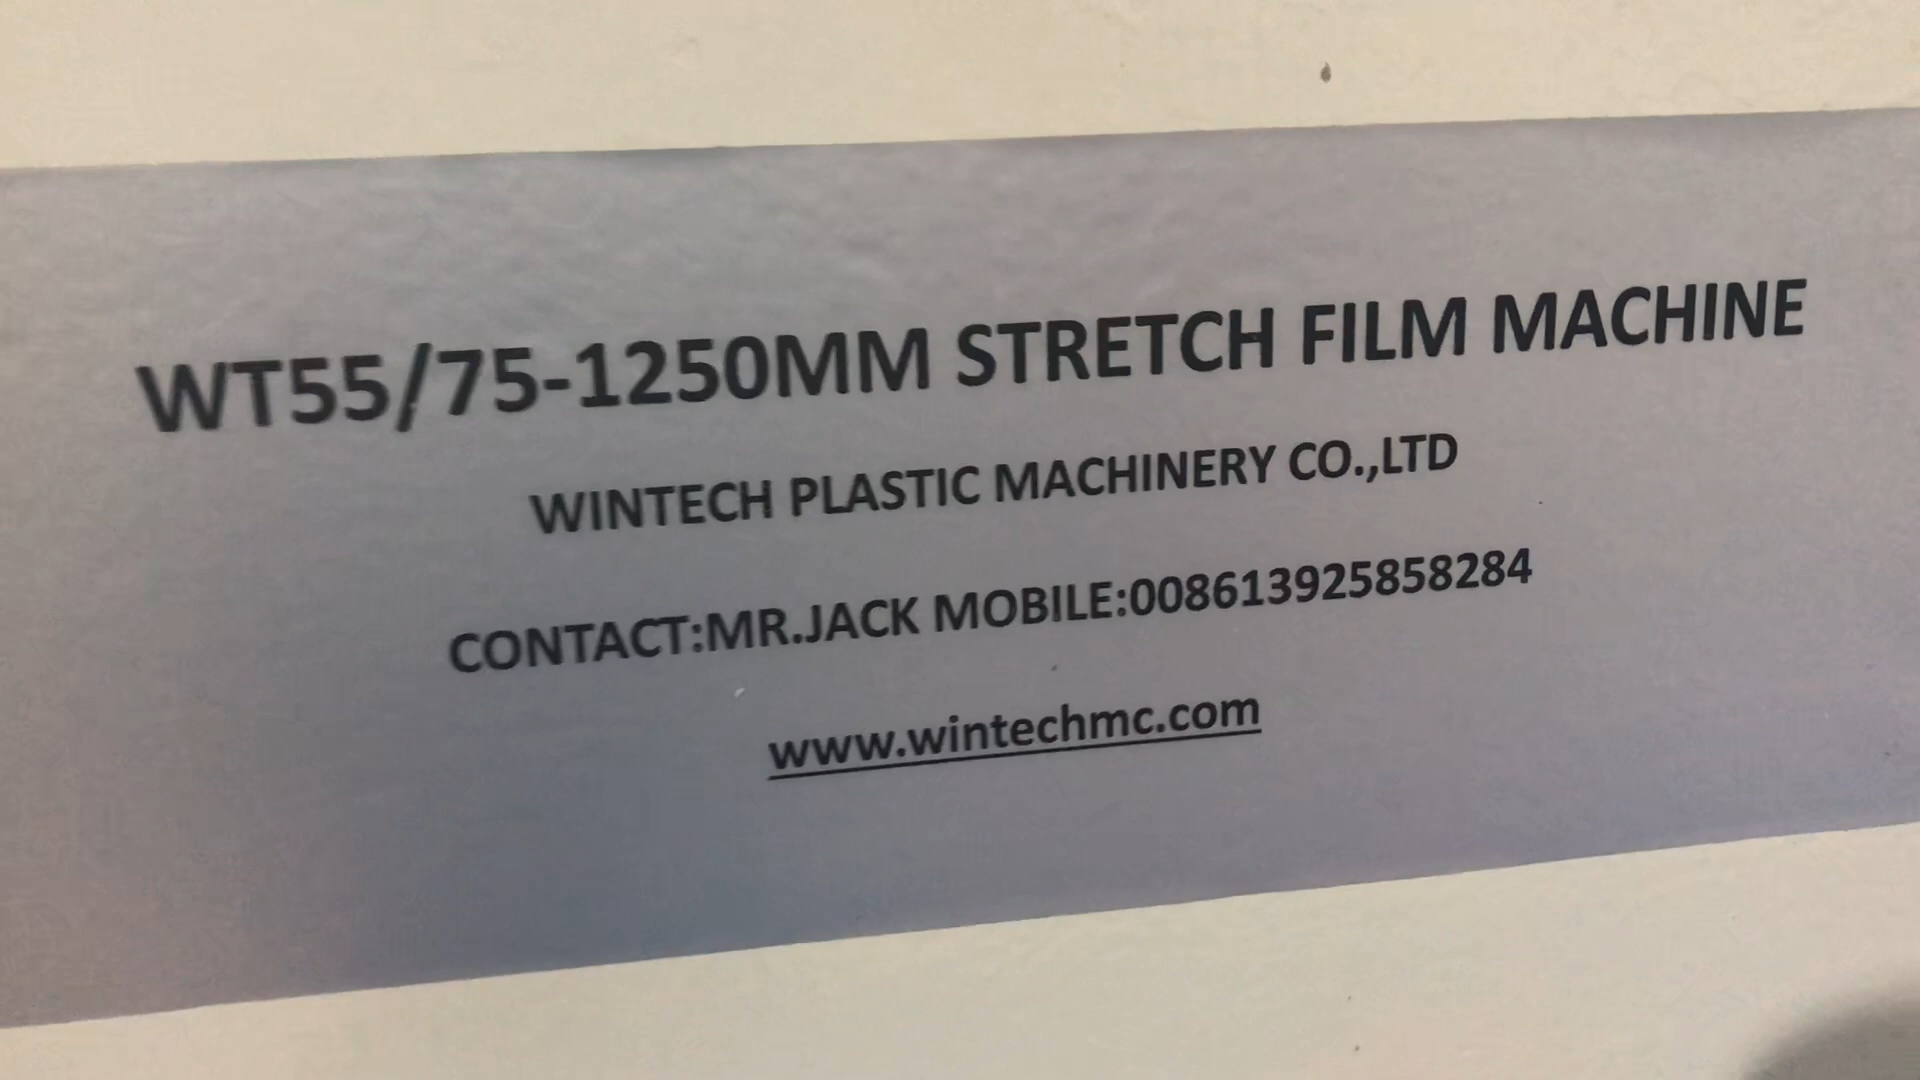 WT55/75-1250MM STRETCH FILM MACHINE
WINTECH PLASTIC MACHINERY CO.,LTD
CONTACT:MR.JACK MOBILE:008613925858284
www.wintechmc.com